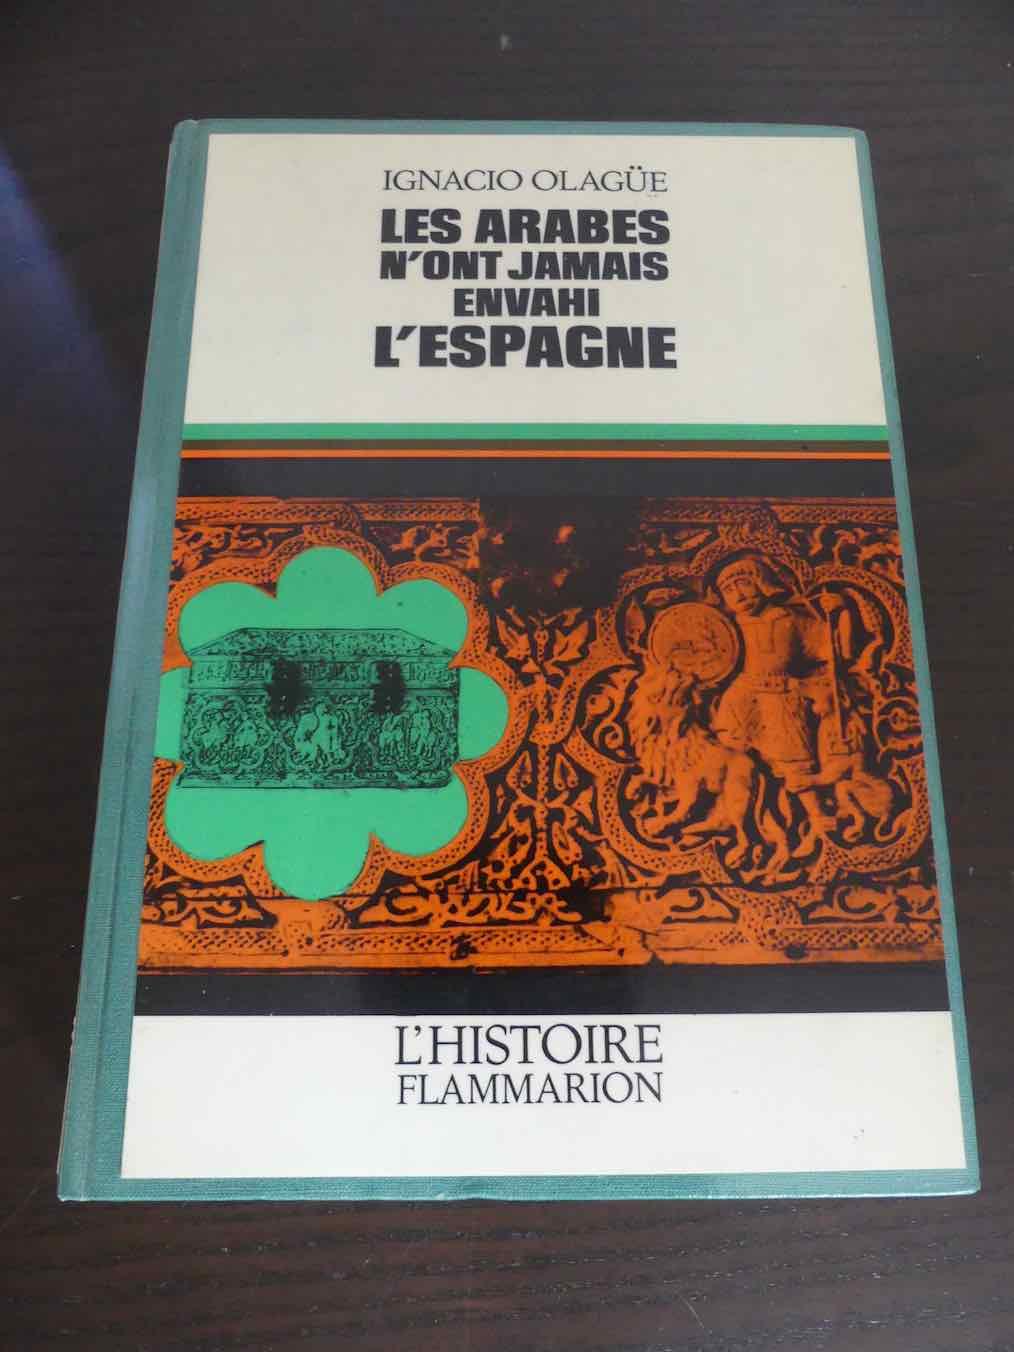 IGNACIO OLAGÜE
LES ARABES
N'ONT JAMAIS
ENVAHI
L'ESPAGNE
L'HISTOIRE
FLAMMARION